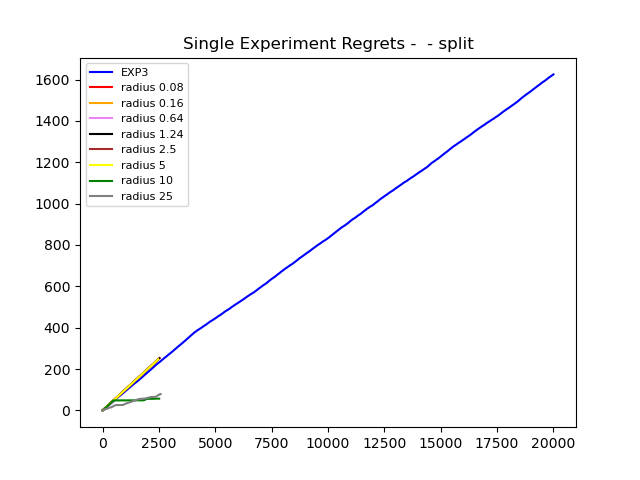 Single Experiment Regrets -  - split
EXP3
radius 0.08
radius 0.16
radius 0.64
radius 1.24
radius 2.5
radius 5
radius 10
radius 25
1600
1400
1200
1000
800
600
400
200
0
0 2500 5000 7500 10000 12500 15000 17500 20000